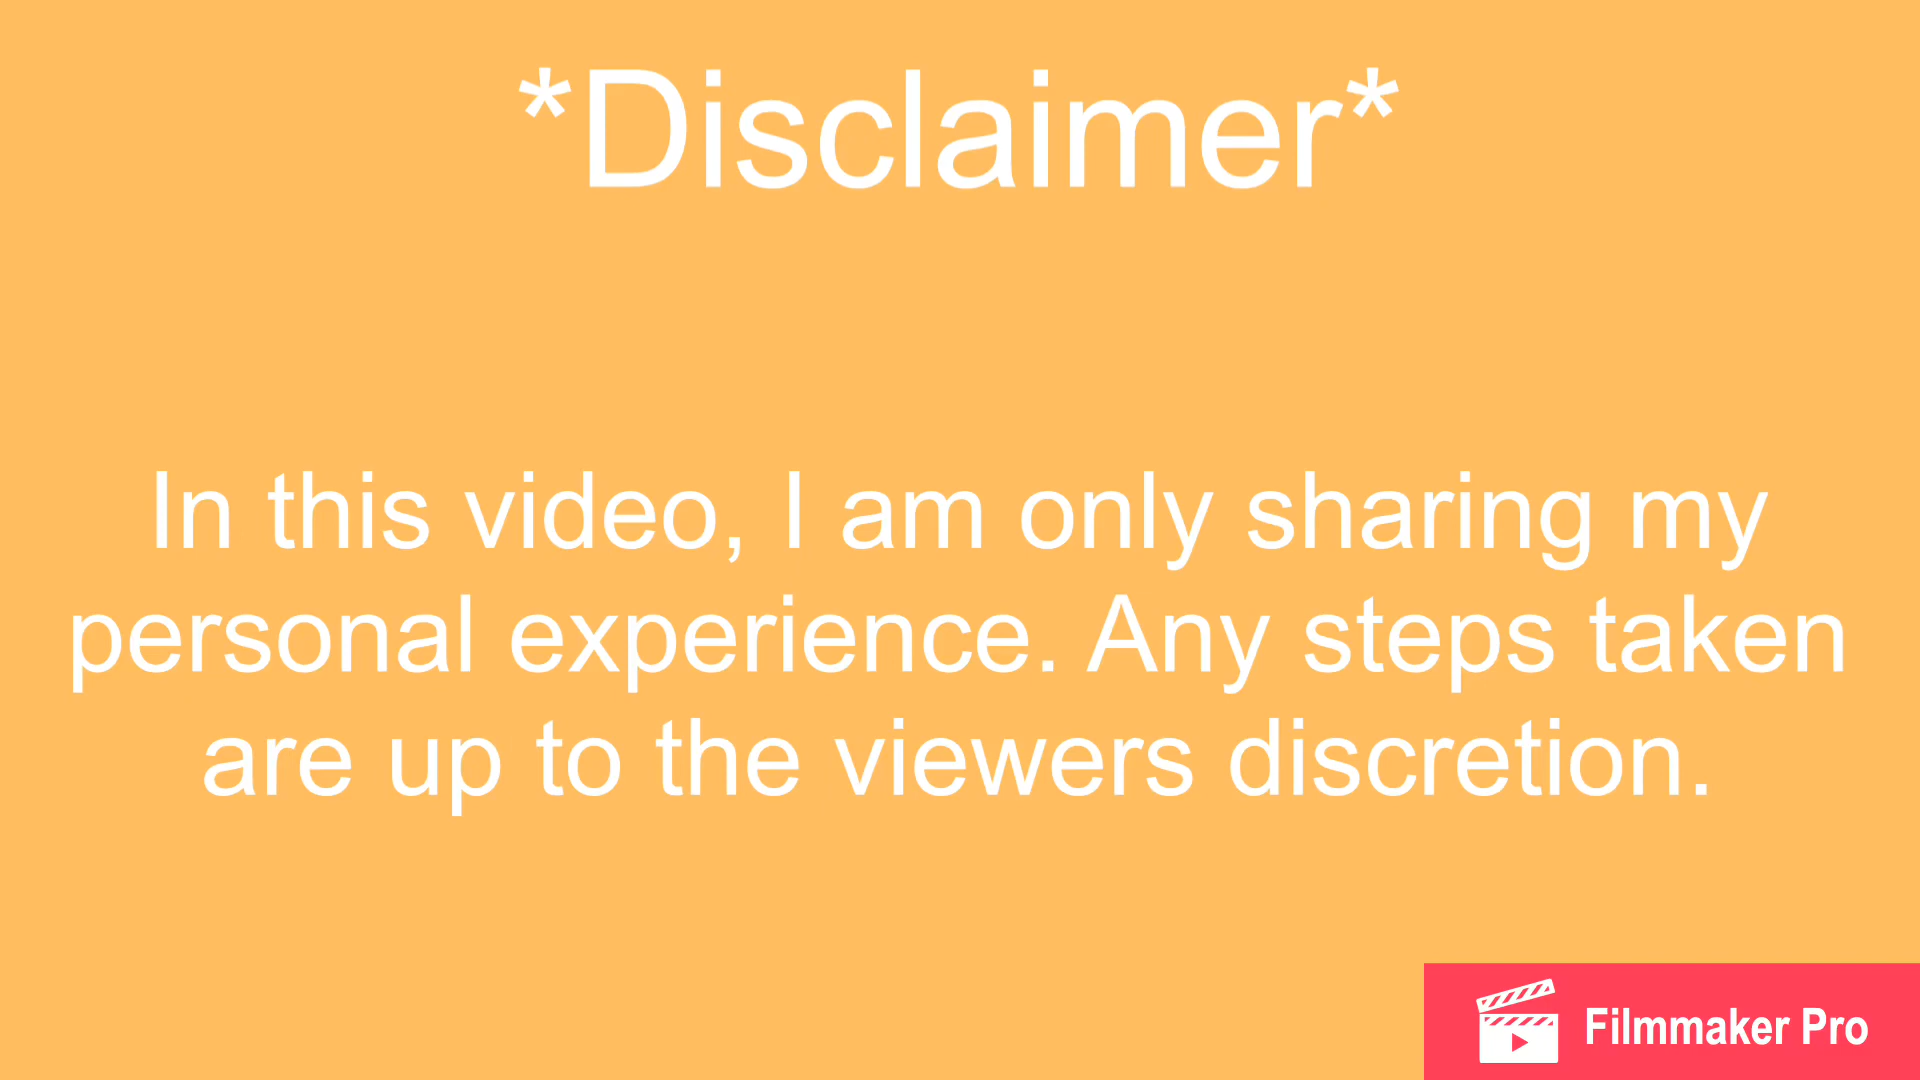 *Disclaimer*
In this video, I am only sharing my
personal experience. Any steps taken
are up to the viewers discretion.
Filmmaker Pro